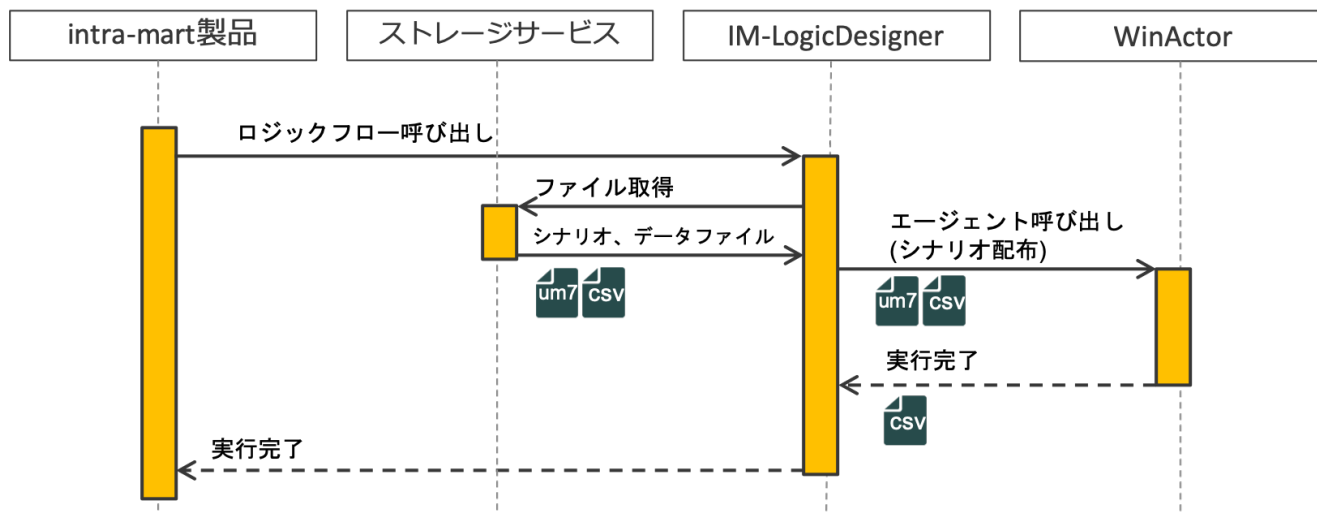 intra-mart製品
ストレージサービス
IM-LogicDesigner
WinActor
ロジックフロー呼び出し
ファイル取得
シナリオ、データファイル
um7
csv
エージェント呼び出し
(シナリオ配布)
um7
csv
実行完了
csv
実行完了